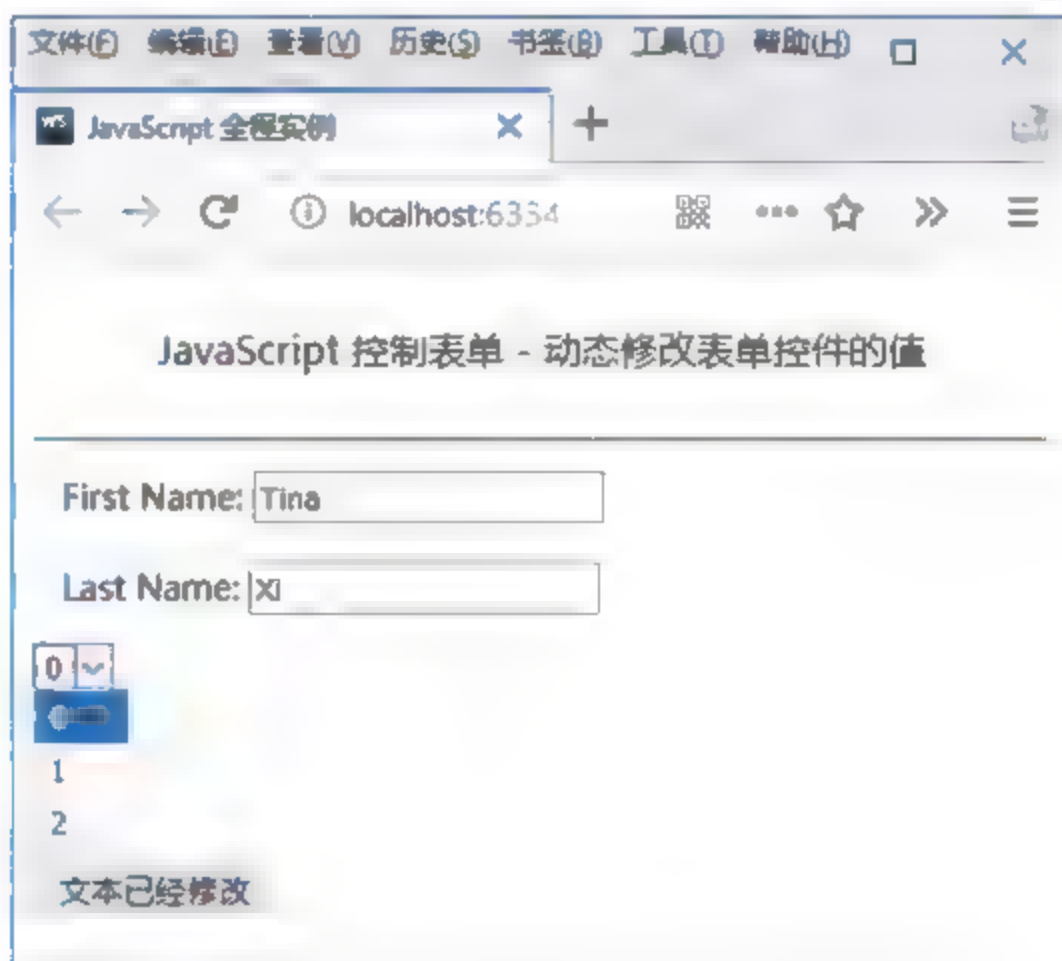 文件(F) 编辑(E) 查看(V) 历史(S) 书签(B) 工具(T) 帮助(H)
JavaScript 全程实例
localhost:6334
JavaScript 控制表单 - 动态修改表单控件的值
First Name: Tina
Last Name: Xi
0
1
2
文本已经修改